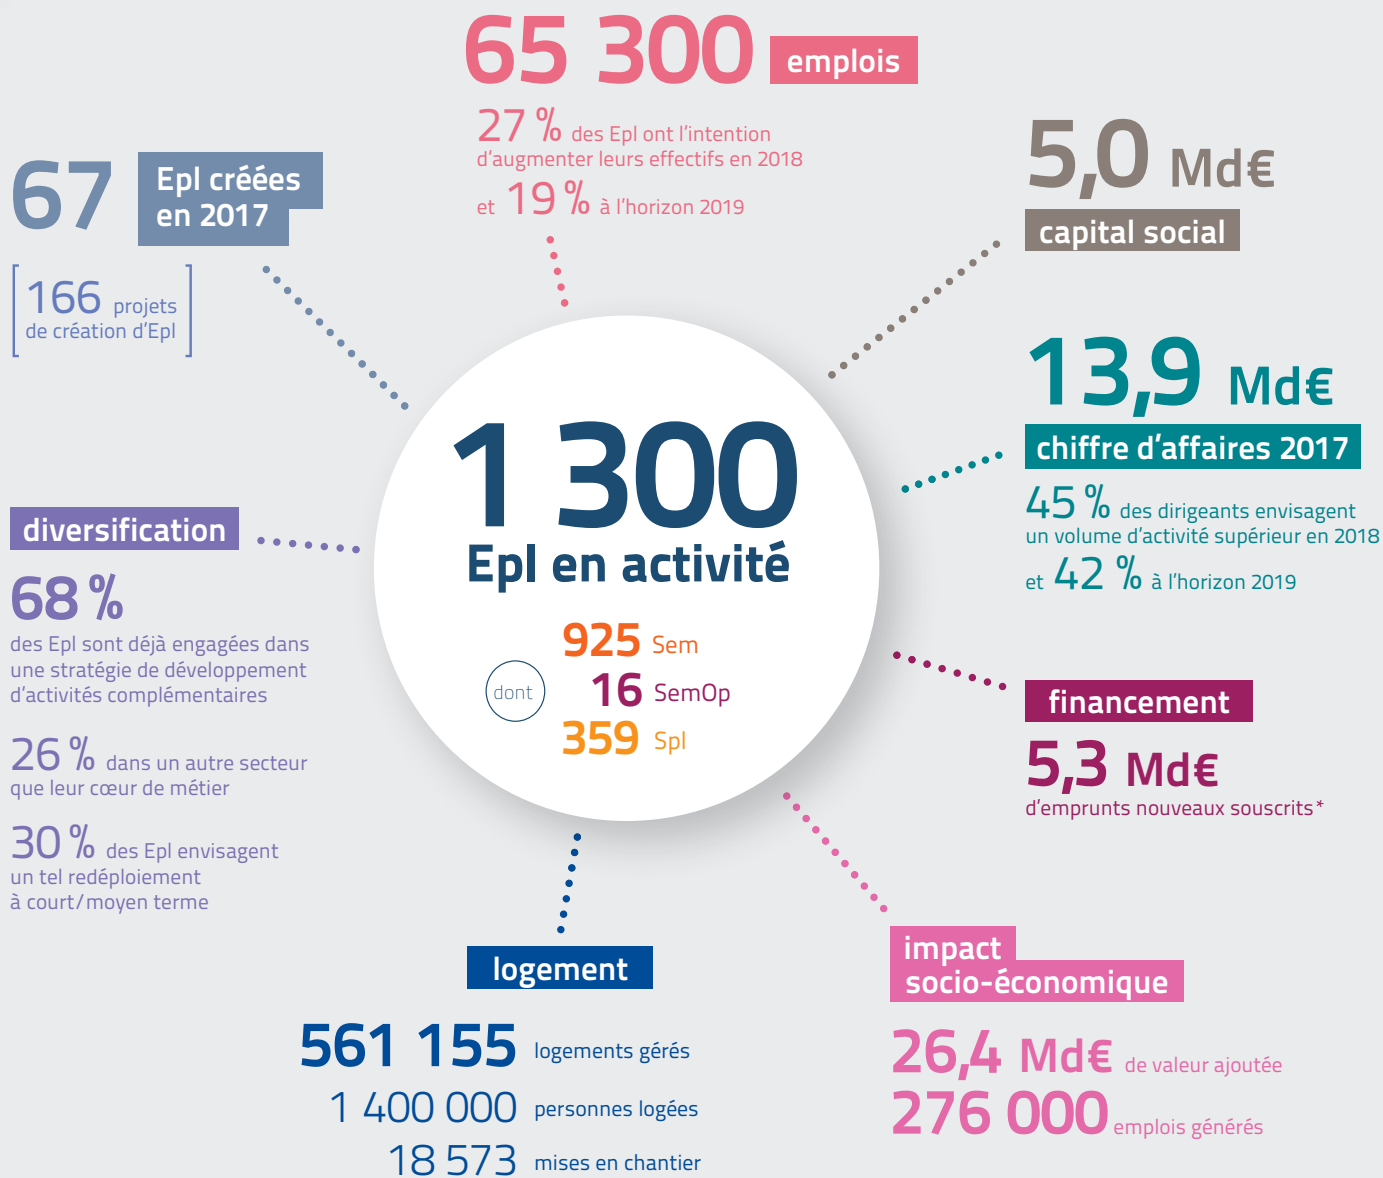 65 300 emplois
27 % des Epl ont l'intention
d'augmenter leurs effectifs en 2018
et 19 % à l'horizon 2019
67 Epl créées
en 2017
166 projets
de création d'Epl
5,0 Md€
capital social
13,9 Md€
chiffre d'affaires 2017
45 % des dirigeants envisagent
un volume d'activité supérieur en 2018
et 42 % à l'horizon 2019
1 300
Epl en activité
dont
925 Sem
16 SemOp
359 Spl
diversification
68 %
des Epl sont déjà engagées dans
une stratégie de développement
d'activités complémentaires
26 % dans un autre secteur
que leur cœur de métier
30 % des Epl envisagent
un tel redéploiement
à court/moyen terme
financement
5,3 Md€
d'emprunts nouveaux souscrits*
logement
561 155 logements gérés
1 400 000 personnes logées
18 573 mises en chantier
impact
socio-économique
26,4 Md€ de valeur ajoutée
276 000 emplois générés